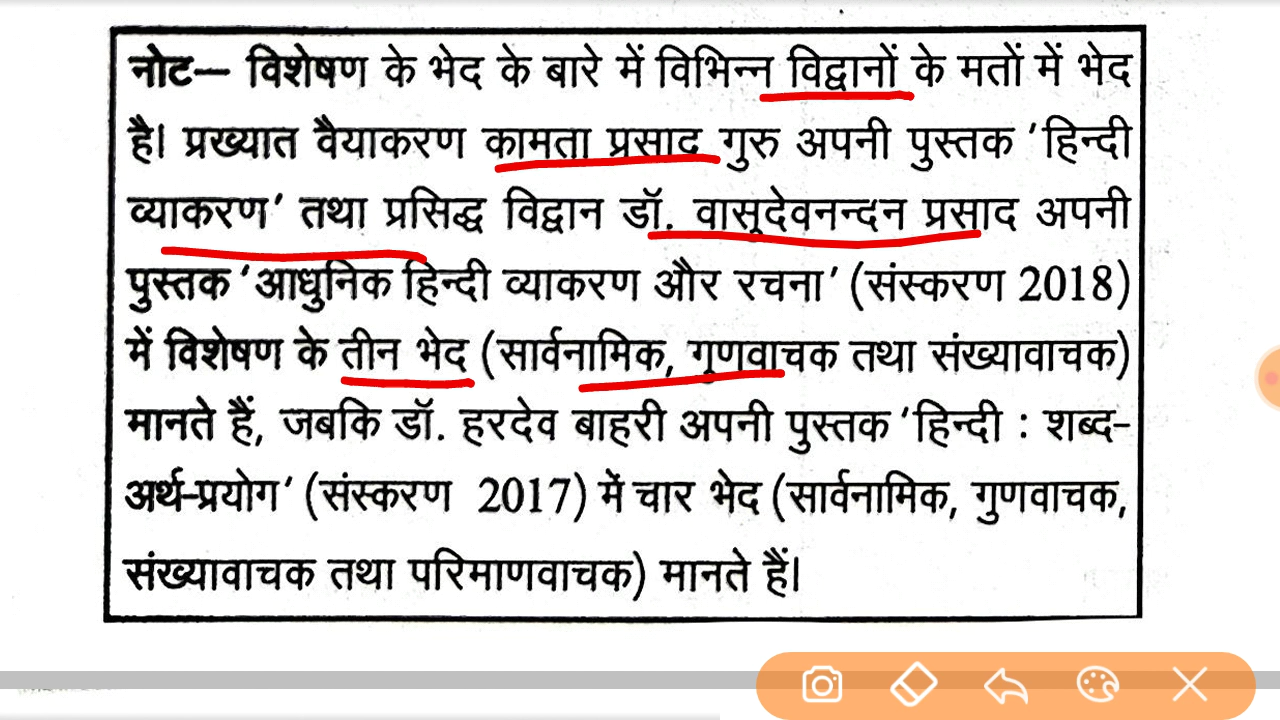 नोट– विशेषण के भेद के बारे में विभिन्न विद्वानों के मतों में भेद
है। प्रख्यात वैयाकरण कामता प्रसाद गुरु अपनी पुस्तक ‘हिन्दी
व्याकरण’ तथा प्रसिद्ध विद्वान डॉ. वासुदेवनन्दन प्रसाद अपनी
पुस्तक ‘आधुनिक हिन्दी व्याकरण और रचना’ (संस्करण 2018)
में विशेषण के तीन भेद (सार्वनामिक, गुणवाचक तथा संख्यावाचक)
मानते हैं, जबकि डॉ. हरदेव बाहरी अपनी पुस्तक ‘हिन्दी : शब्द-
अर्थ-प्रयोग’ (संस्करण 2017) में चार भेद (सार्वनामिक, गुणवाचक,
संख्यावाचक तथा परिमाणवाचक) मानते हैं।